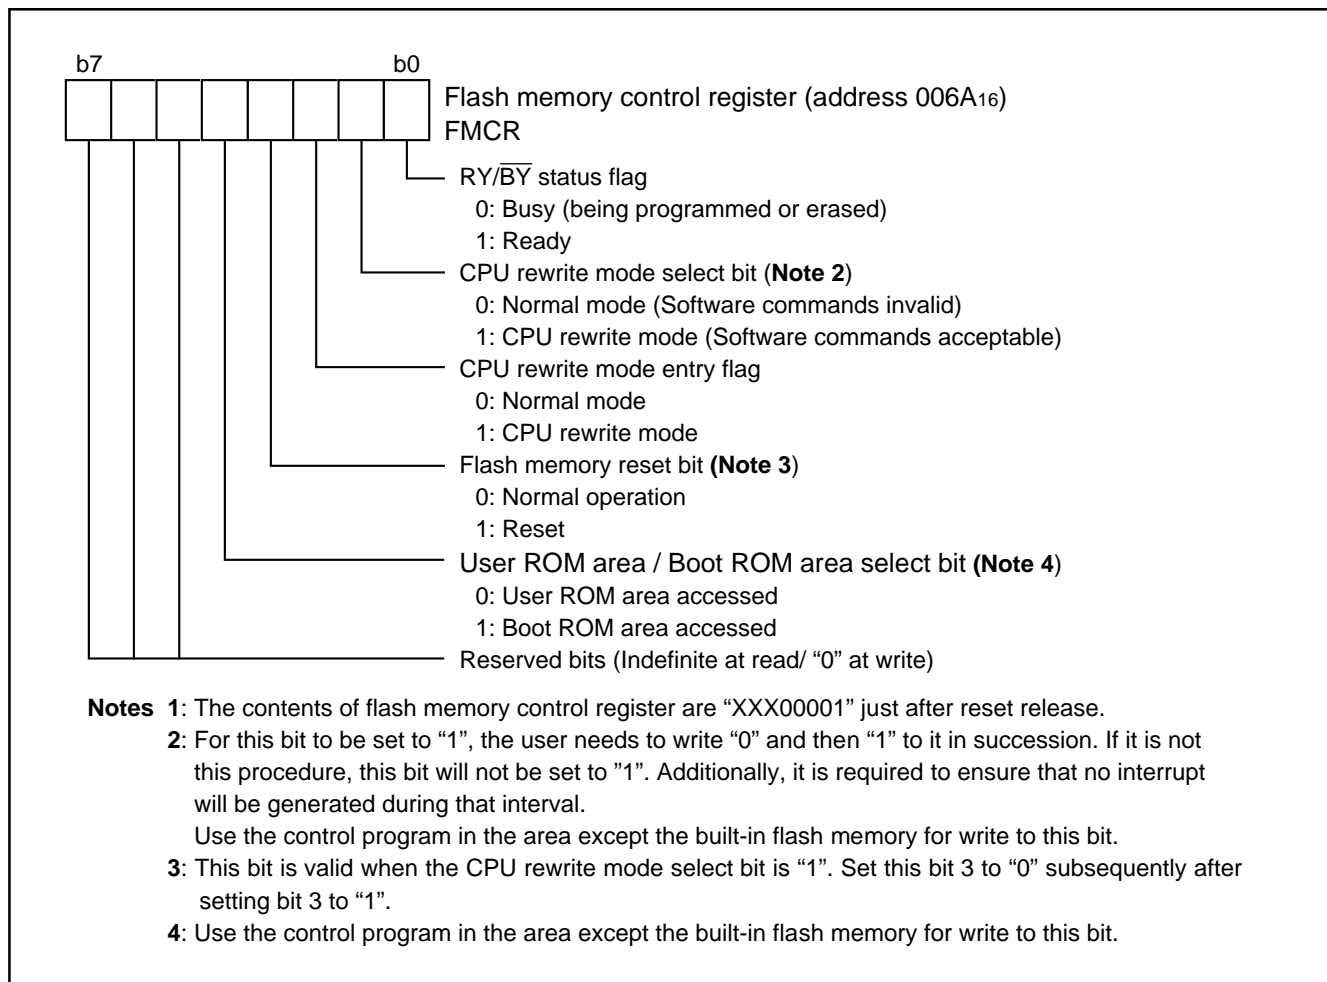 b7 b0
Flash memory control register (address 006A16)
FMCR
RY/BY status flag
0: Busy (being programmed or erased)
1: Ready
CPU rewrite mode select bit (Note 2)
0: Normal mode (Software commands invalid)
1: CPU rewrite mode (Software commands acceptable)
CPU rewrite mode entry flag
0: Normal mode
1: CPU rewrite mode
Flash memory reset bit (Note 3)
0: Normal operation
1: Reset
User ROM area / Boot ROM area select bit (Note 4)
0: User ROM area accessed
1: Boot ROM area accessed
Reserved bits (Indefinite at read/ “0” at write)
Notes 1: The contents of flash memory control register are “XXX00001” just after reset release.
2: For this bit to be set to “1”, the user needs to write “0” and then “1” to it in succession. If it is not
this procedure, this bit will not be set to ”1”. Additionally, it is required to ensure that no interrupt
will be generated during that interval.
Use the control program in the area except the built-in flash memory for write to this bit.
3: This bit is valid when the CPU rewrite mode select bit is “1”. Set this bit 3 to “0” subsequently after
setting bit 3 to “1”.
4: Use the control program in the area except the built-in flash memory for write to this bit.